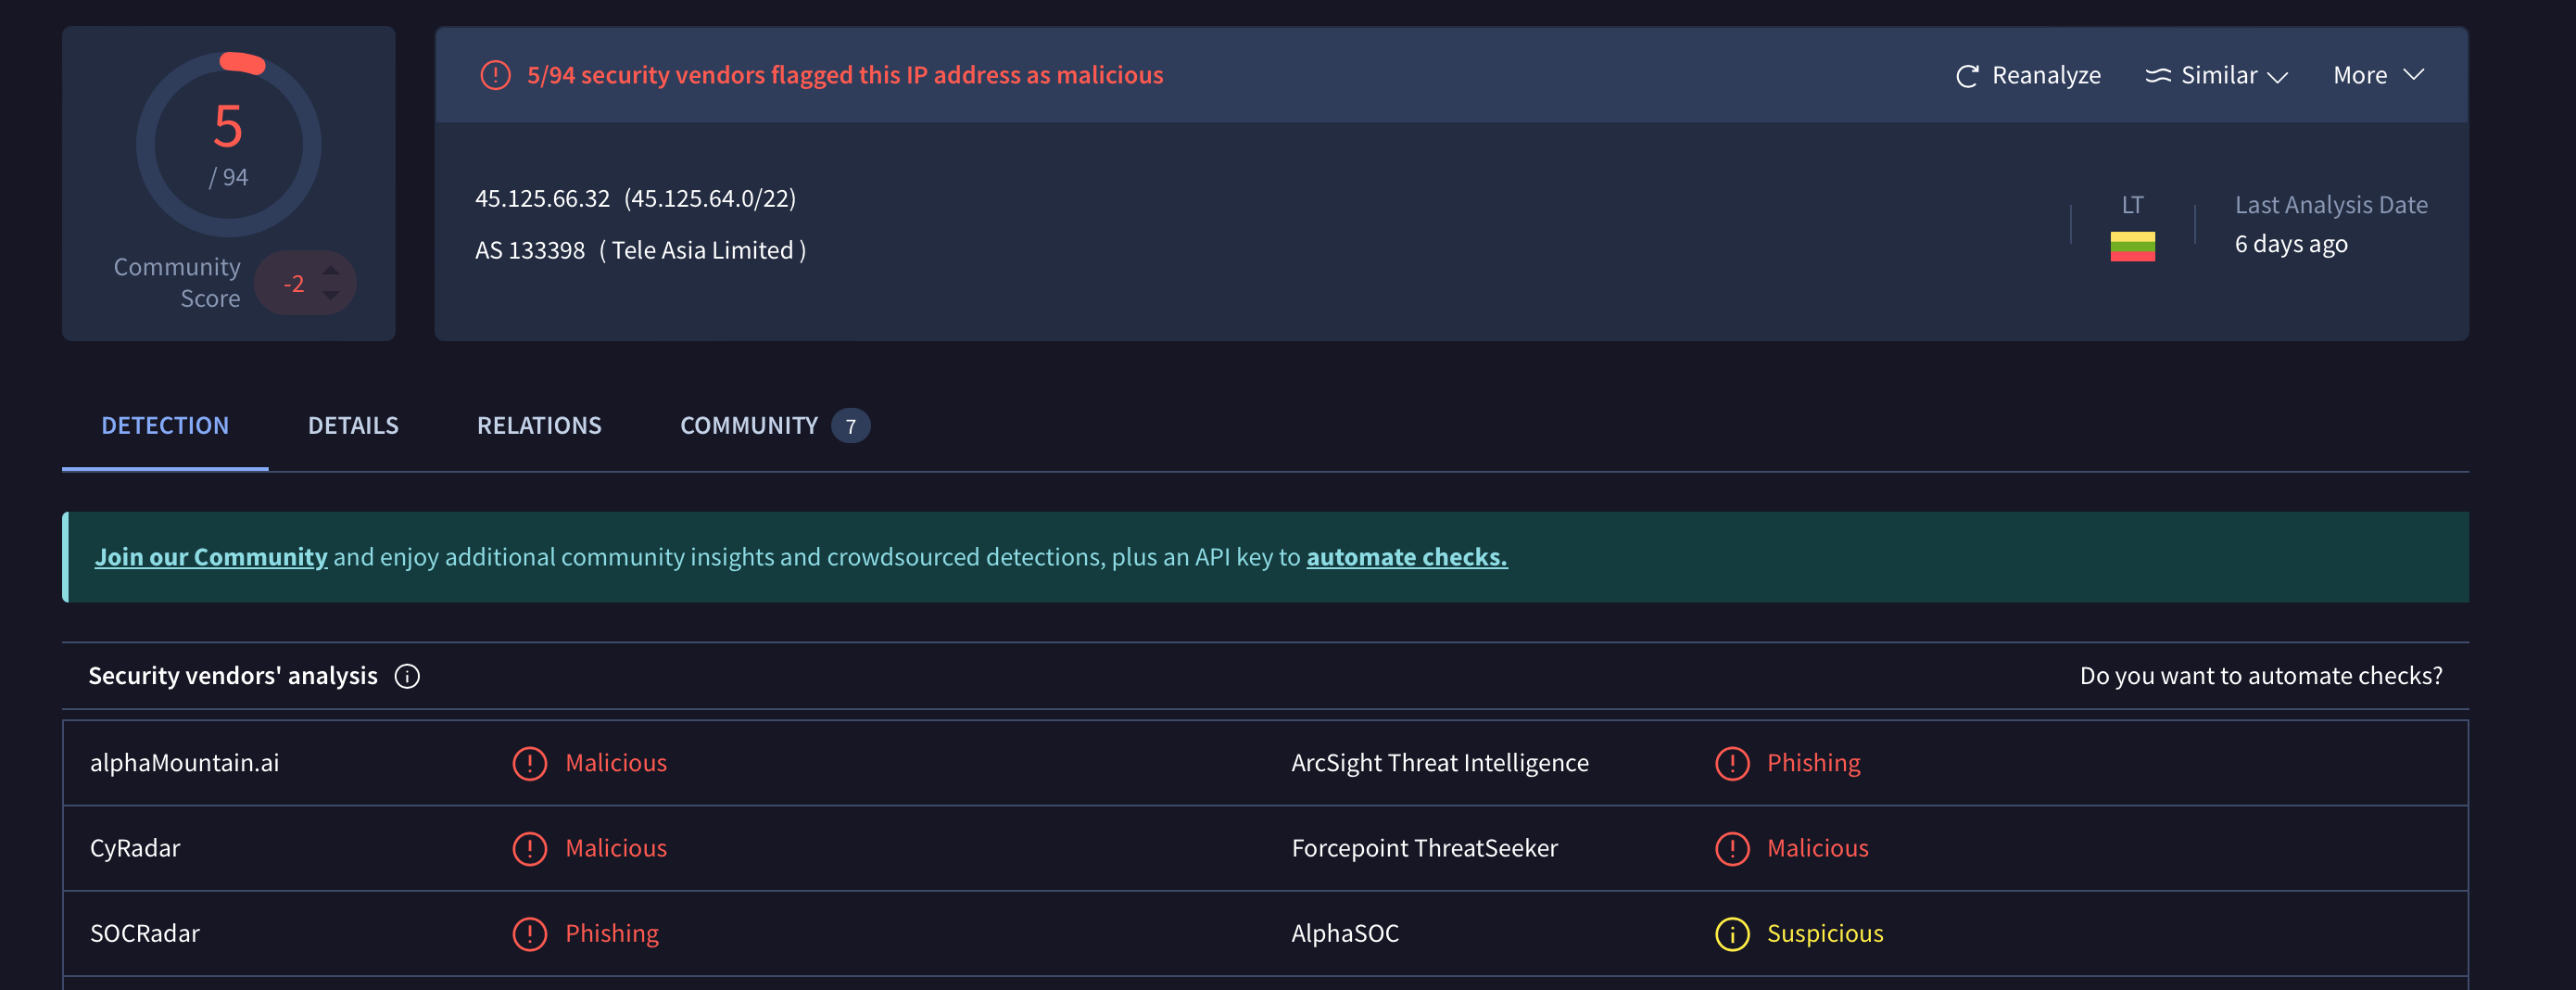 5
/ 94
Community Score
-2
5/94 security vendors flagged this IP address as malicious
Reanalyze
Similar
More
45.125.66.32 (45.125.64.0/22)
AS 133398 ( Tele Asia Limited )
LT
Last Analysis Date
6 days ago
DETECTION
DETAILS
RELATIONS
COMMUNITY 7
Join our Community and enjoy additional community insights and crowdsourced detections, plus an API key to automate checks.
Security vendors' analysis
Do you want to automate checks?
alphaMountain.ai
Malicious
ArcSight Threat Intelligence
Phishing
CyRadar
Malicious
Forcepoint ThreatSeeker
Malicious
SOCRadar
Phishing
AlphaSOC
Suspicious